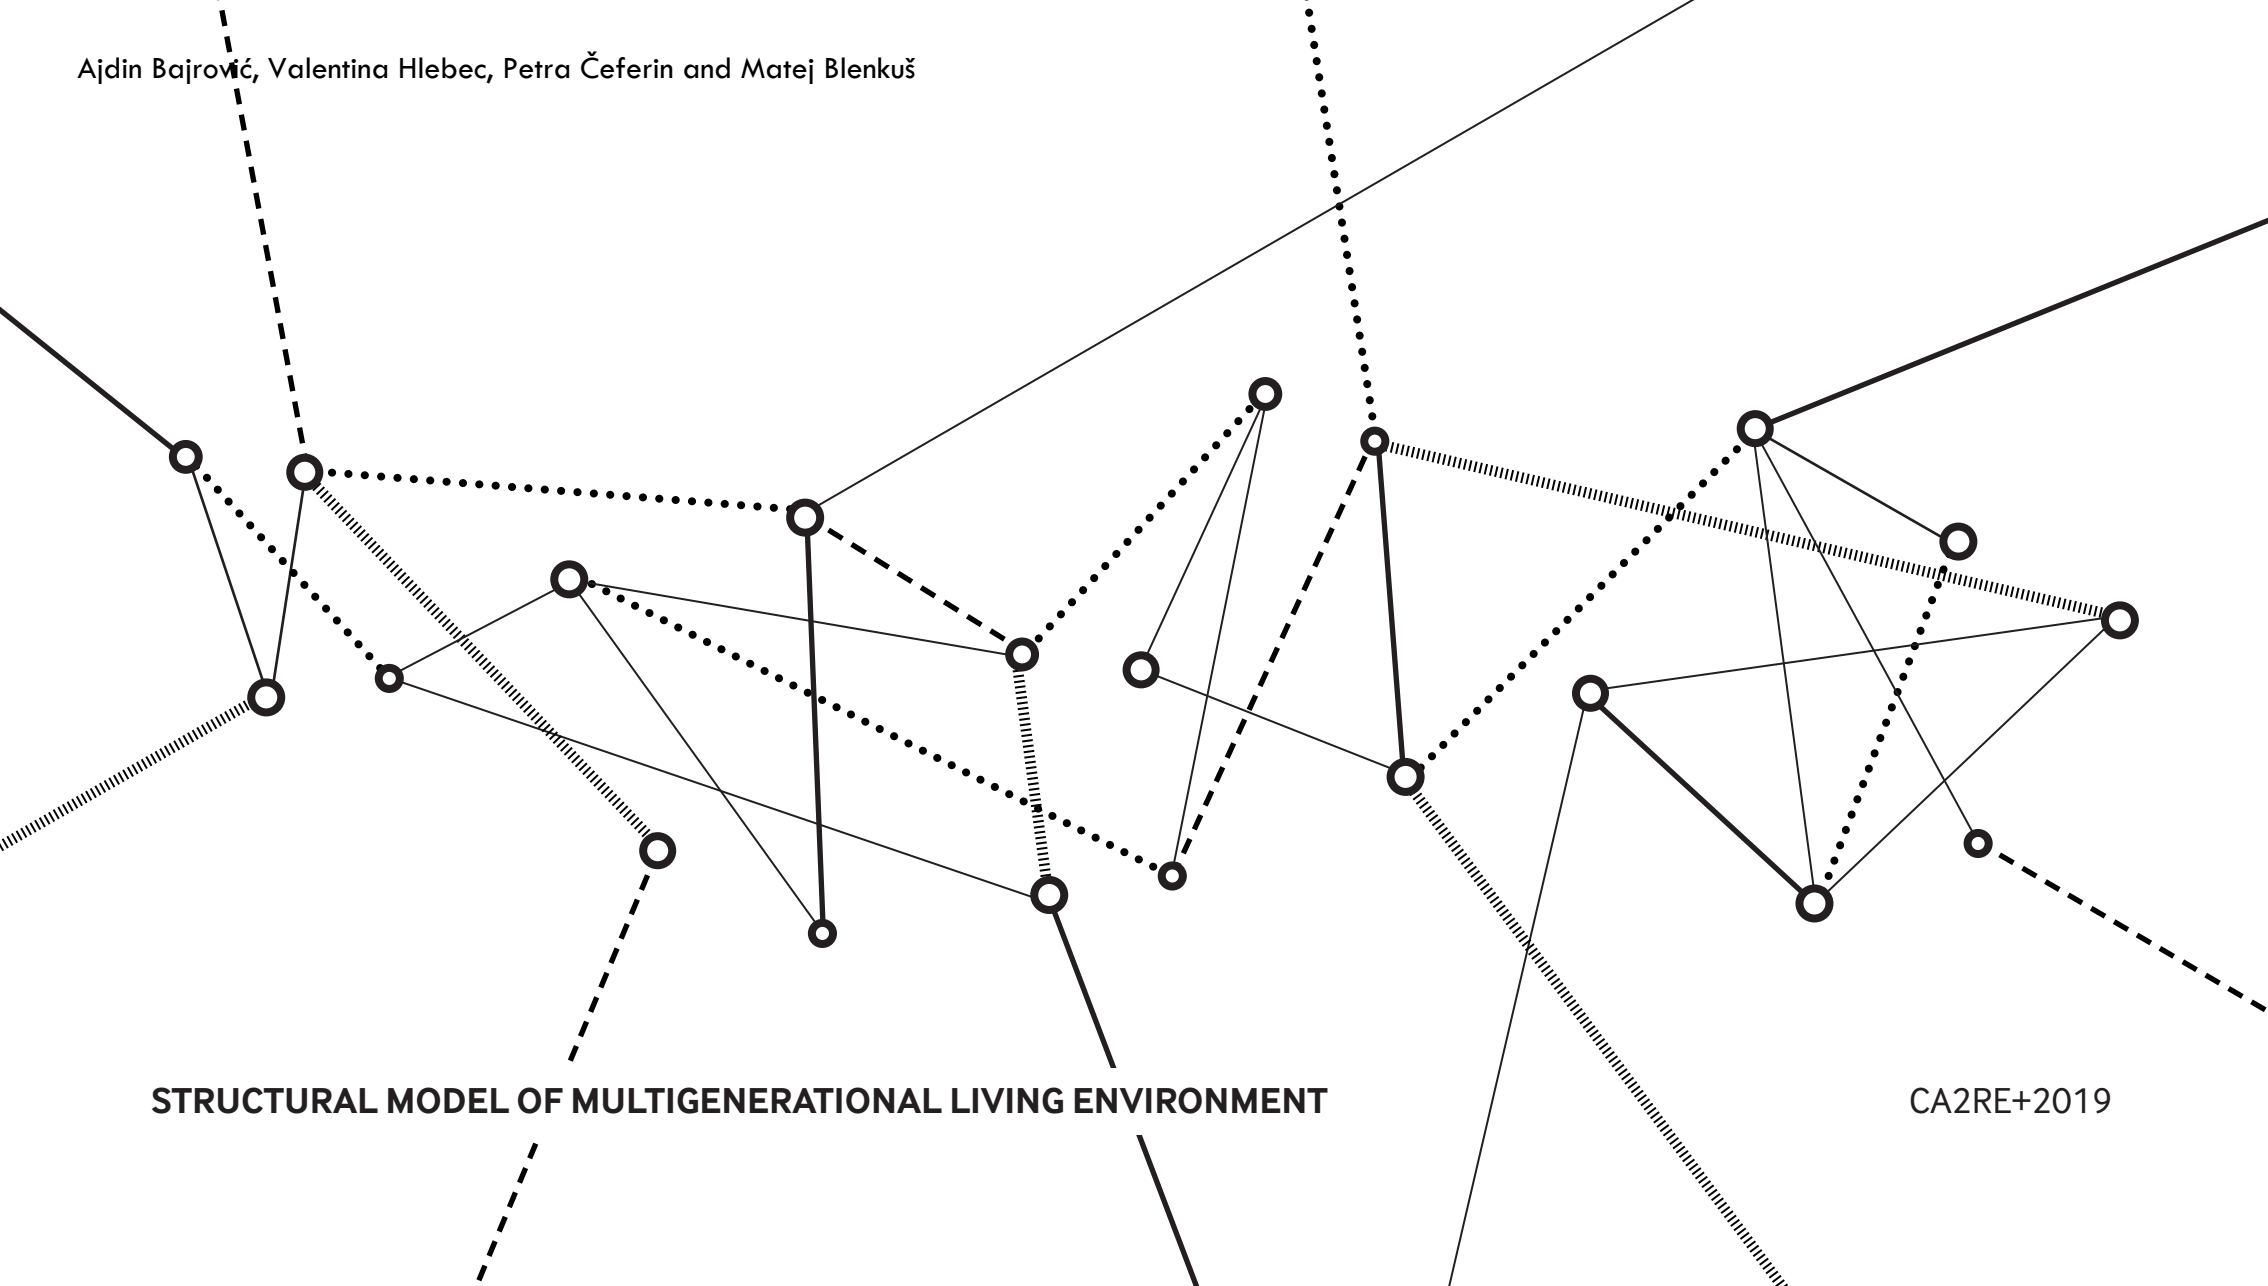 Ajdin Bajrović, Valentina Hlebec, Petra Čeferin and Matej Blenkuš
STRUCTURAL MODEL OF MULTIGENERATIONAL LIVING ENVIRONMENT
CA2RE+2019